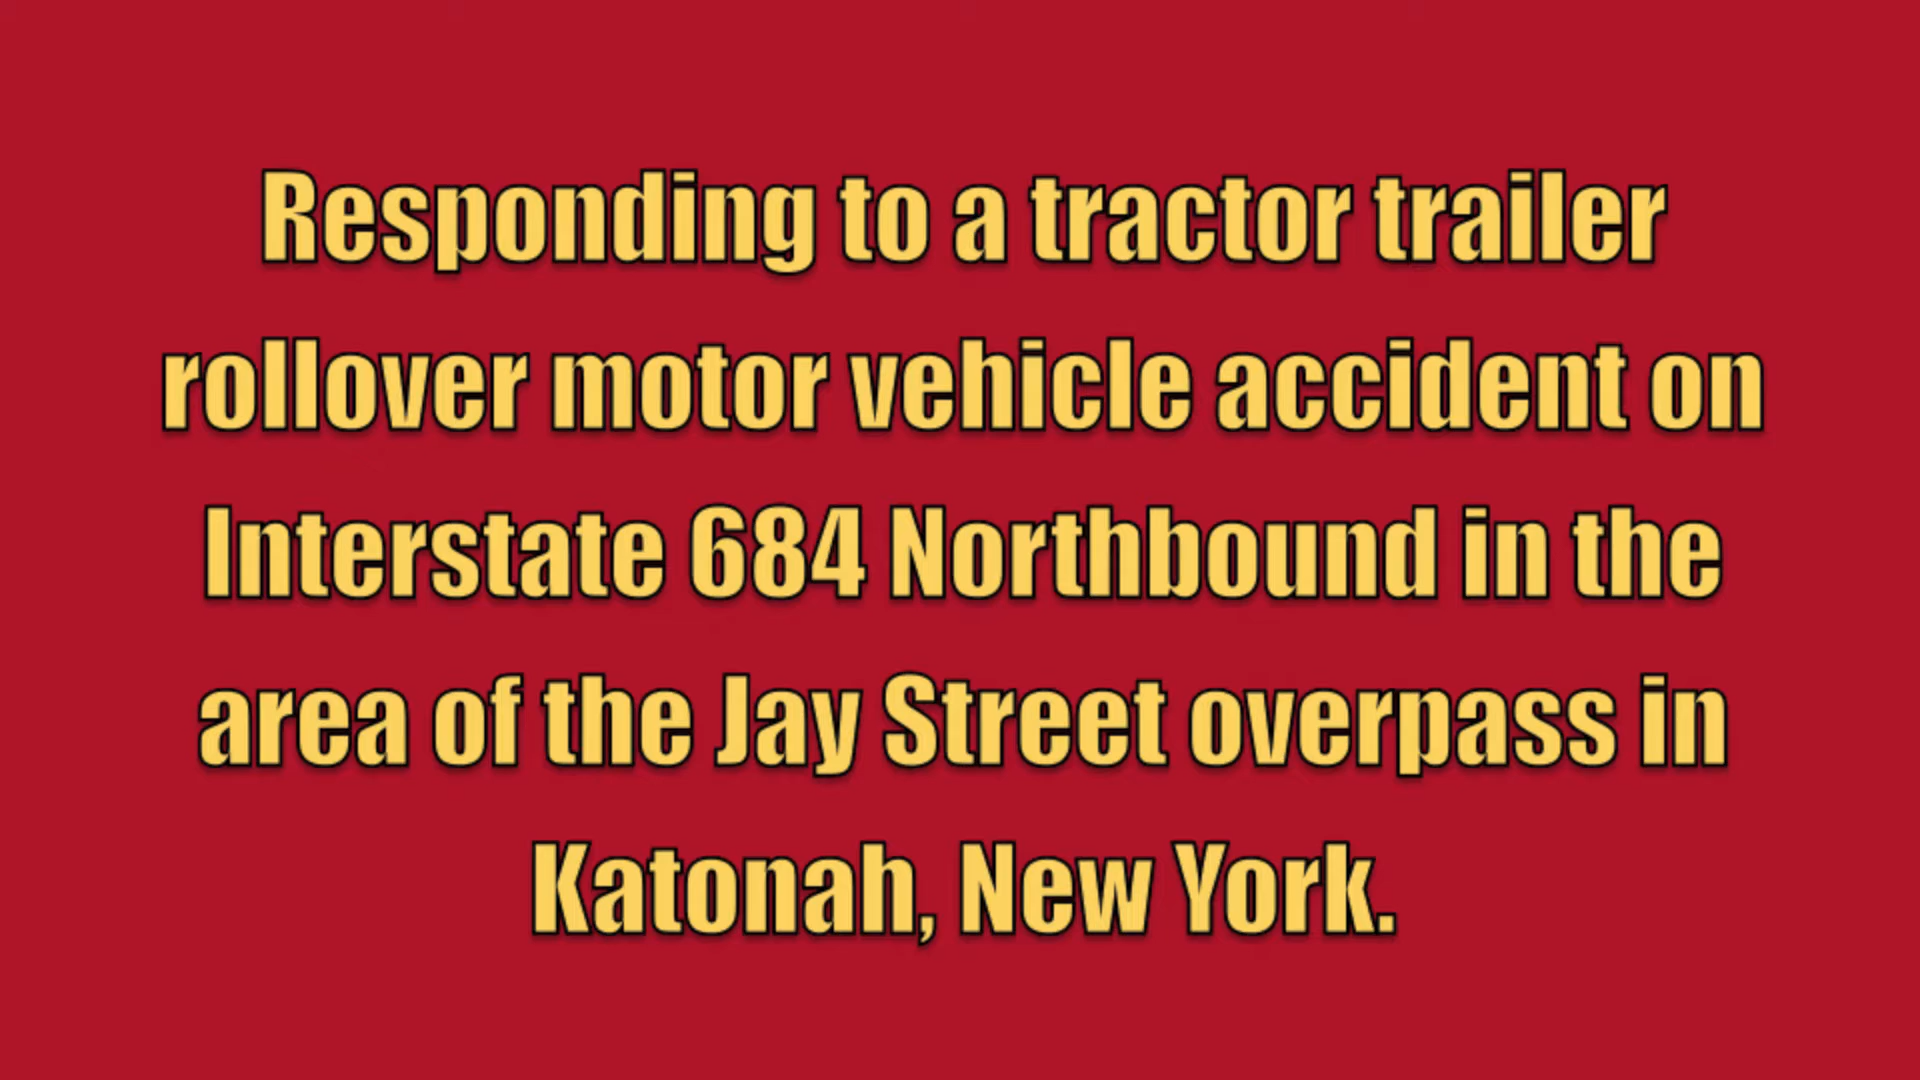 Responding to a tractor trailer
rollover motor vehicle accident on
Interstate 684 Northbound in the
area of the Jay Street overpass in
Katonah, New York.